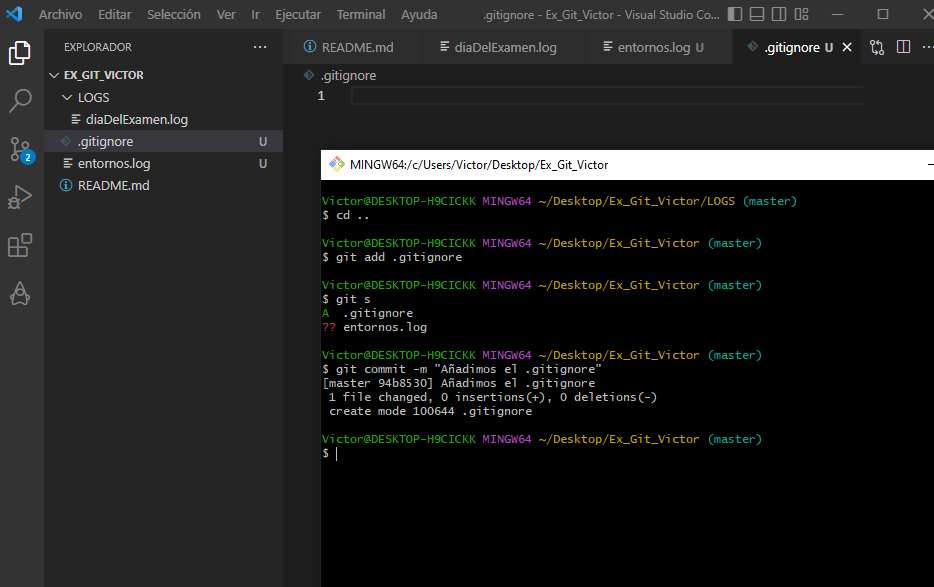 Archivo Editar Selección Ver Ir Ejecutar Terminal Ayuda .gitignore - Ex_Git_Victor - Visual Studio Co...
EXPLORADOR ...
README.md diaDelExamen.log entornos.log U .gitignore U
EX_GIT_VICTOR
LOGS
diaDelExamen.log
.gitignore U
entornos.log U
README.md
2
.gitignore
1
MINGW64:/c/Users/Victor/Desktop/Ex_Git_Victor
Victor@DESKTOP-H9CICKK MINGW64 ~/Desktop/Ex_Git_Victor/LOGS (master)
$ cd ..
Victor@DESKTOP-H9CICKK MINGW64 ~/Desktop/Ex_Git_Victor (master)
$ git add .gitignore
Victor@DESKTOP-H9CICKK MINGW64 ~/Desktop/Ex_Git_Victor (master)
$ git s
A  .gitignore
?? entornos.log
Victor@DESKTOP-H9CICKK MINGW64 ~/Desktop/Ex_Git_Victor (master)
$ git commit -m "Añadimos el .gitignore"
[master 94b8530] Añadimos el .gitignore
1 file changed, 0 insertions(+), 0 deletions(-)
create mode 100644 .gitignore
Victor@DESKTOP-H9CICKK MINGW64 ~/Desktop/Ex_Git_Victor (master)
$